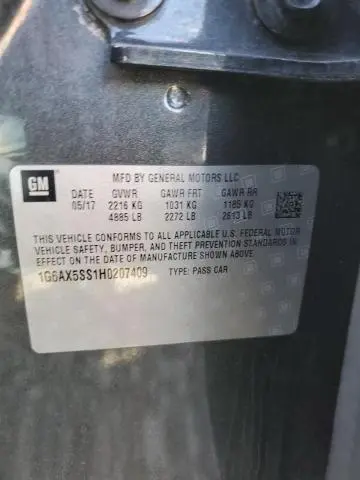 GM
MFD BY GENERAL MOTORS LLC
DATE GVWR GAWR FRT GAWR RR
05/17 2216 KG 1031 KG 1185 KG
4885 LB 2272 LB 2613 LB
THIS VEHICLE CONFORMS TO ALL APPLICABLE U.S. FEDERAL MOTOR
VEHICLE SAFETY, BUMPER, AND THEFT PREVENTION STANDARDS IN
EFFECT ON THE DATE OF MANUFACTURE SHOWN ABOVE.
1G6AX5SS1H0207409 TYPE: PASS CAR